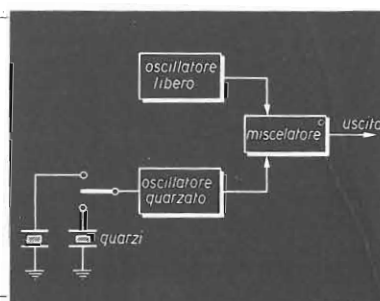 oscillatore
libero
miscelatore
uscita
oscillatore
quarzato
quarzi